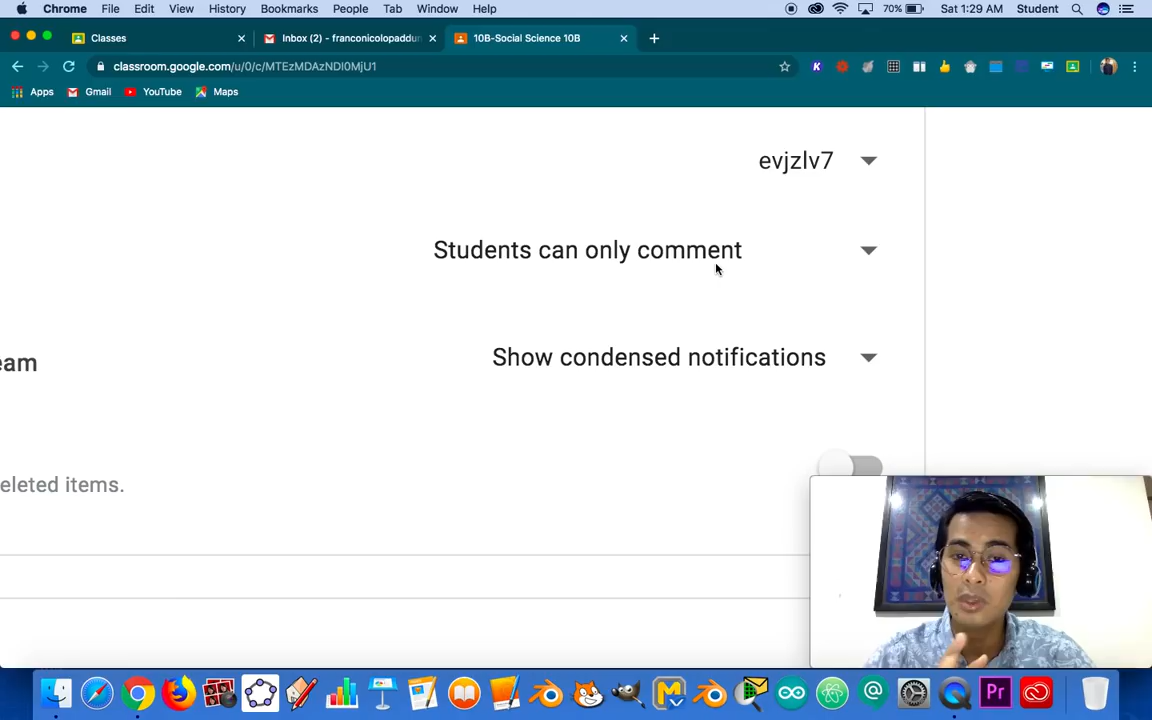 Chrome File Edit View History Bookmarks People Tab Window Help 70% Sat 1:29 AM Student
Classes Inbox (2) - franconicolopaddun 10B-Social Science 10B
classroom.google.com/u/0/c/MTEzMDAzNDI0MjU1
Apps Gmail YouTube Maps
evjzlv7
Students can only comment
eam Show condensed notifications
eleted items.
Pr